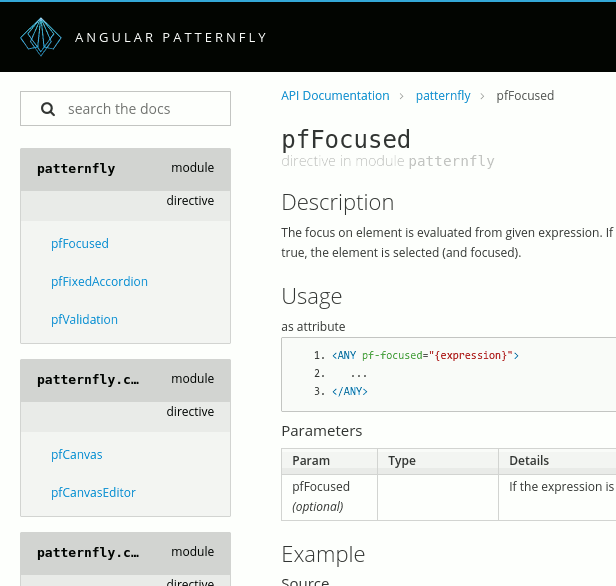 ANGULAR PATTERNFLY
search the docs
patternfly module
directive
pfFocused
pfFixedAccordion
pfValidation
patternfly.c… module
directive
pfCanvas
pfCanvasEditor
patternfly.c… module
directive
API Documentation › patternfly › pfFocused
pfFocused
directive in module patternfly
Description
The focus on element is evaluated from given expression. If
true, the element is selected (and focused).
Usage
as attribute
1. <ANY pf-focused="{expression}">
2. ...
3. </ANY>
Parameters
Param Type Details
pfFocused If the expression is
(optional)
Example
Source